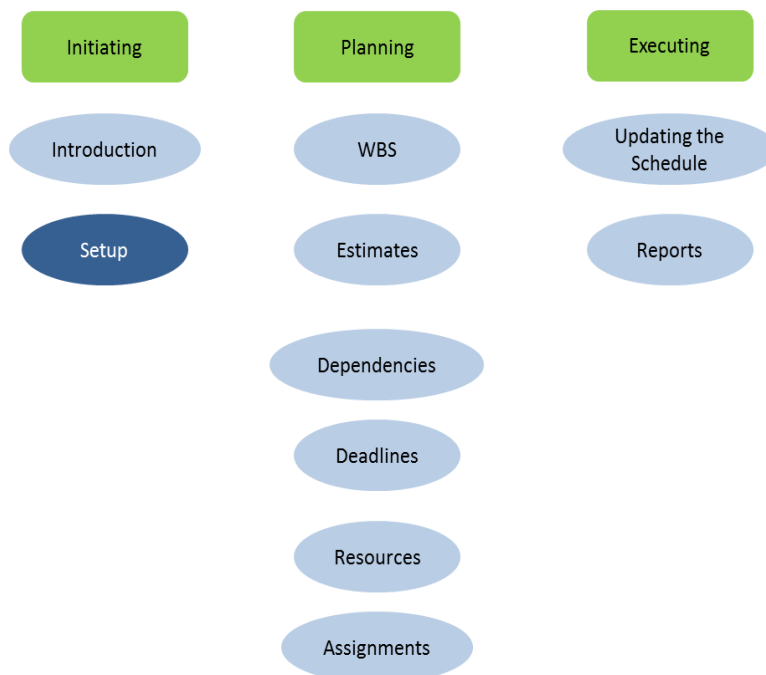 Initiating
Introduction
Setup
Planning
WBS
Estimates
Dependencies
Deadlines
Resources
Assignments
Executing
Updating the
Schedule
Reports